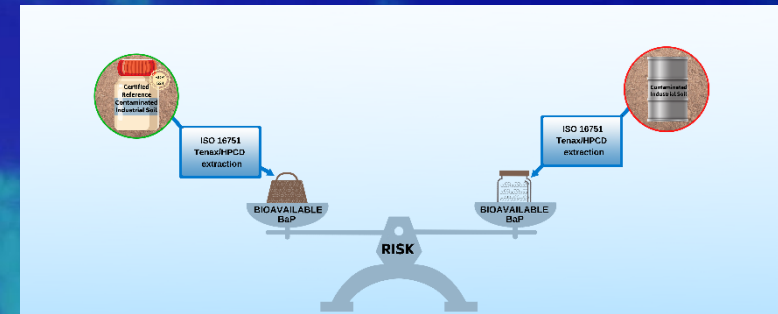 Certified
Reference
Contaminated
Industrial Soil
Contaminated
Industrial Soil
ISO 16751
Tenax/HPCD
extraction
ISO 16751
Tenax/HPCD
extraction
BIOAVAILABLE
BaP
BIOAVAILABLE
BaP
RISK